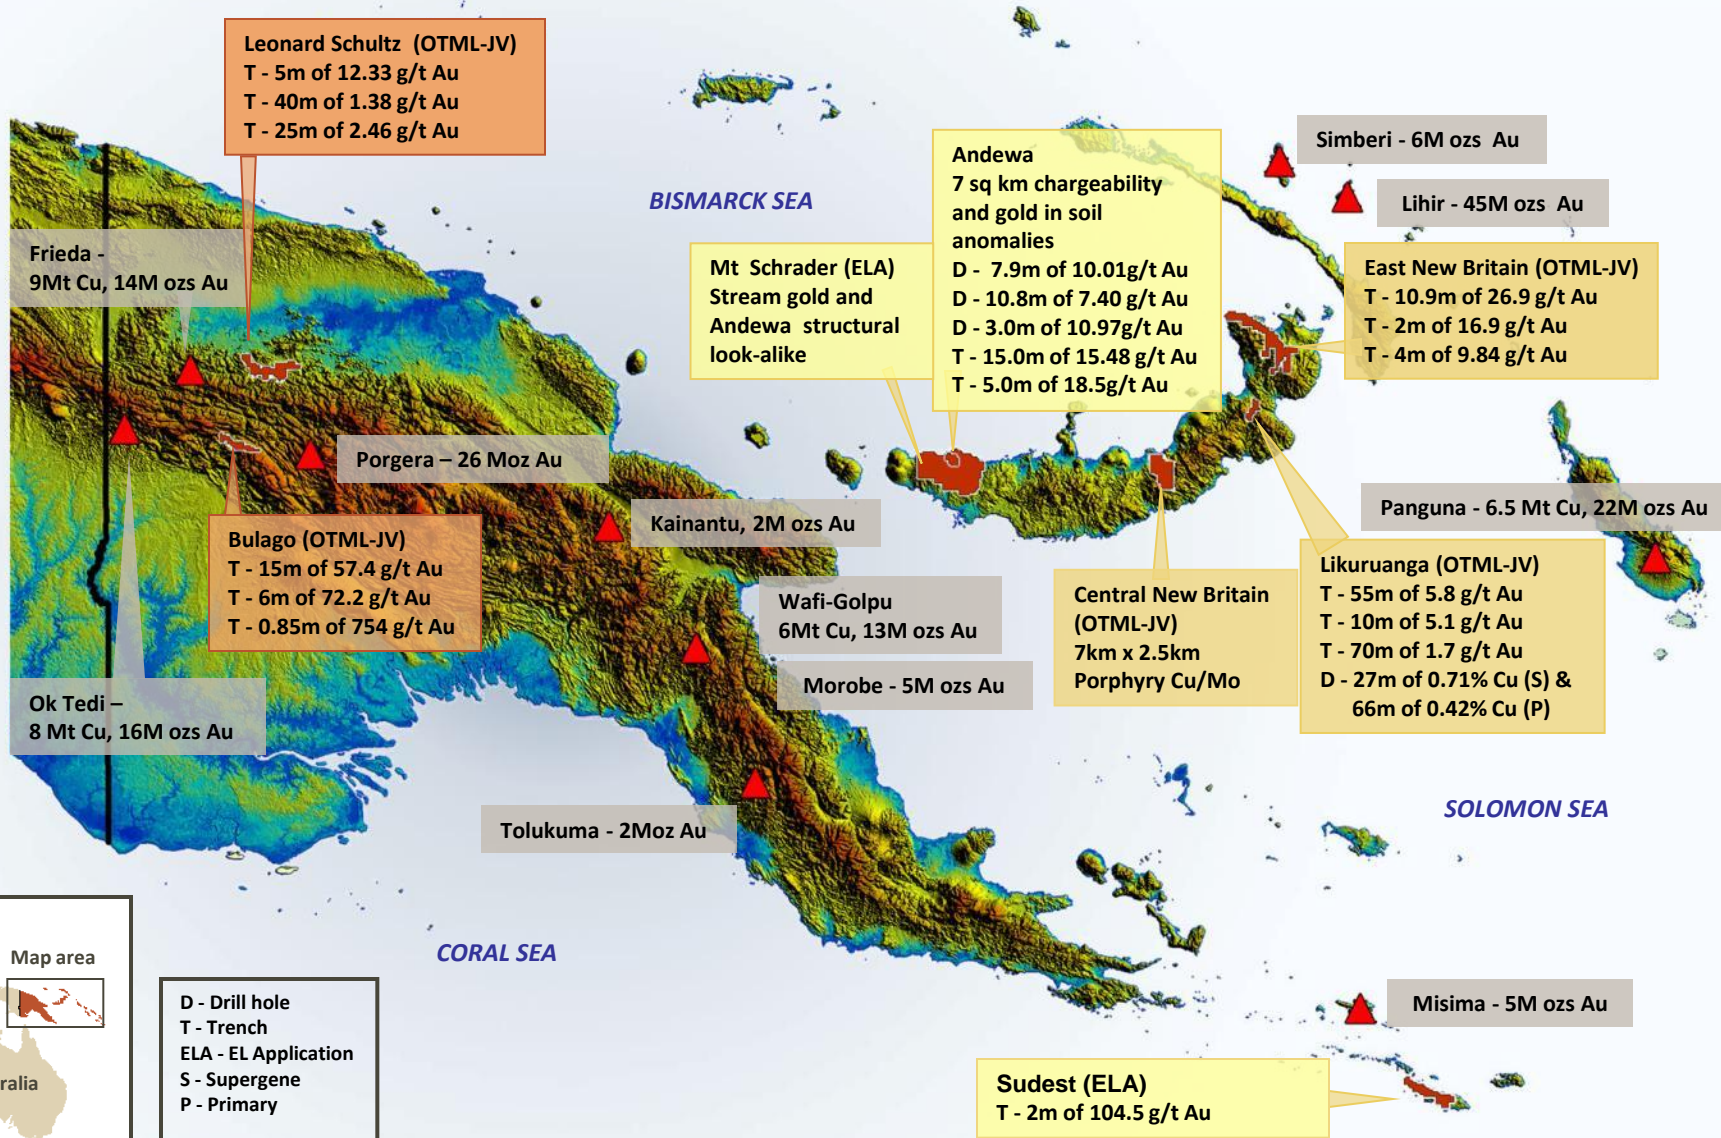 Leonard Schultz (OTML-JV)
T - 5m of 12.33 g/t Au
T - 40m of 1.38 g/t Au
T - 25m of 2.46 g/t Au
BISMARCK SEA
Andewa
7 sq km chargeability
and gold in soil
anomalies
D - 7.9m of 10.01g/t Au
D - 10.8m of 7.40 g/t Au
D - 3.0m of 10.97g/t Au
T - 15.0m of 15.48 g/t Au
T - 5.0m of 18.5g/t Au
Simberi - 6M ozs Au
Lihir - 45M ozs Au
Frieda -
9Mt Cu, 14M ozs Au
Mt Schrader (ELA)
Stream gold and
Andewa structural
look-alike
East New Britain (OTML-JV)
T - 10.9m of 26.9 g/t Au
T - 2m of 16.9 g/t Au
T - 4m of 9.84 g/t Au
Porgera – 26 Moz Au
Kainantu, 2M ozs Au
Panguna - 6.5 Mt Cu, 22M ozs Au
Bulago (OTML-JV)
T - 15m of 57.4 g/t Au
T - 6m of 72.2 g/t Au
T - 0.85m of 754 g/t Au
Wafi-Golpu
6Mt Cu, 13M ozs Au
Central New Britain
(OTML-JV)
7km x 2.5km
Porphyry Cu/Mo
Likuruanga (OTML-JV)
T - 55m of 5.8 g/t Au
T - 10m of 5.1 g/t Au
T - 70m of 1.7 g/t Au
D - 27m of 0.71% Cu (S) &
66m of 0.42% Cu (P)
Morobe - 5M ozs Au
Ok Tedi –
8 Mt Cu, 16M ozs Au
Tolukuma - 2Moz Au
SOLOMON SEA
CORAL SEA
Map area
ralia
D - Drill hole
T - Trench
ELA - EL Application
S - Supergene
P - Primary
Misima - 5M ozs Au
Sudest (ELA)
T - 2m of 104.5 g/t Au